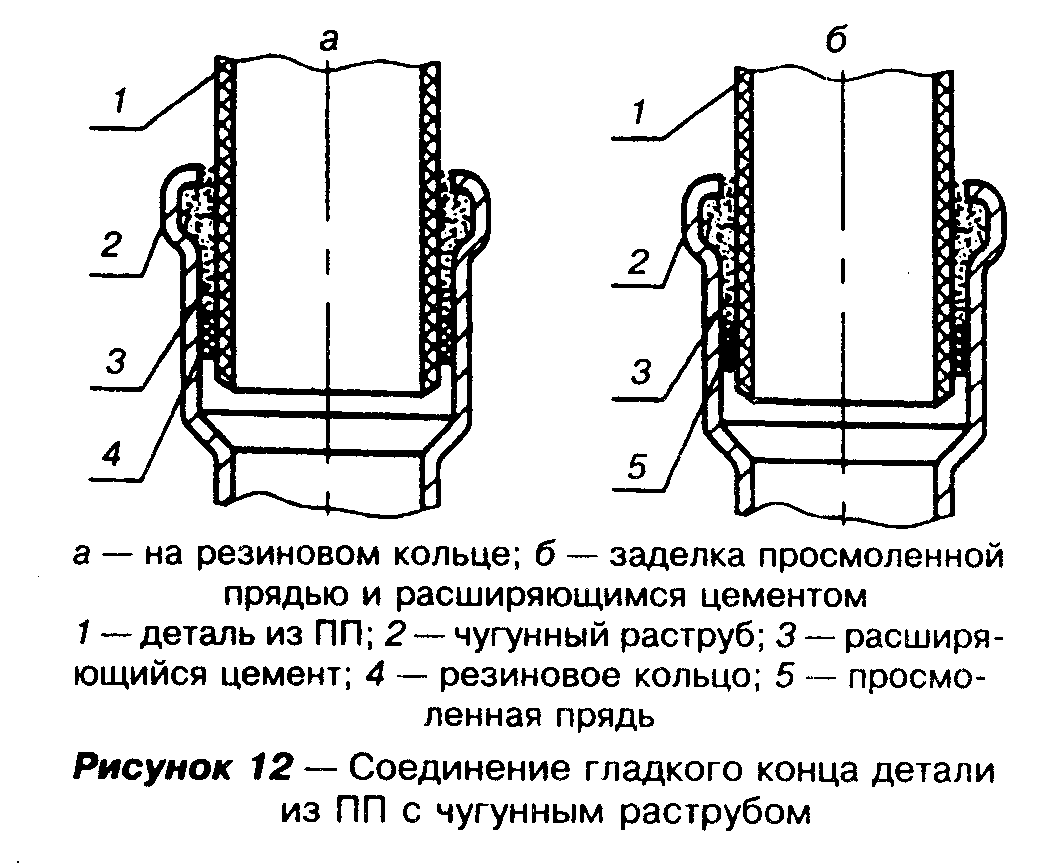 а б
1 1
2 2
3 3
4 5
а — на резиновом кольце; б — заделка просмоленной
прядью и расширяющимся цементом
1 — деталь из ПП; 2 — чугунный раструб; 3 — расширя-
ющийся цемент; 4 — резиновое кольцо; 5 — просмо-
ленная прядь
Рисунок 12 — Соединение гладкого конца детали
из ПП с чугунным раструбом